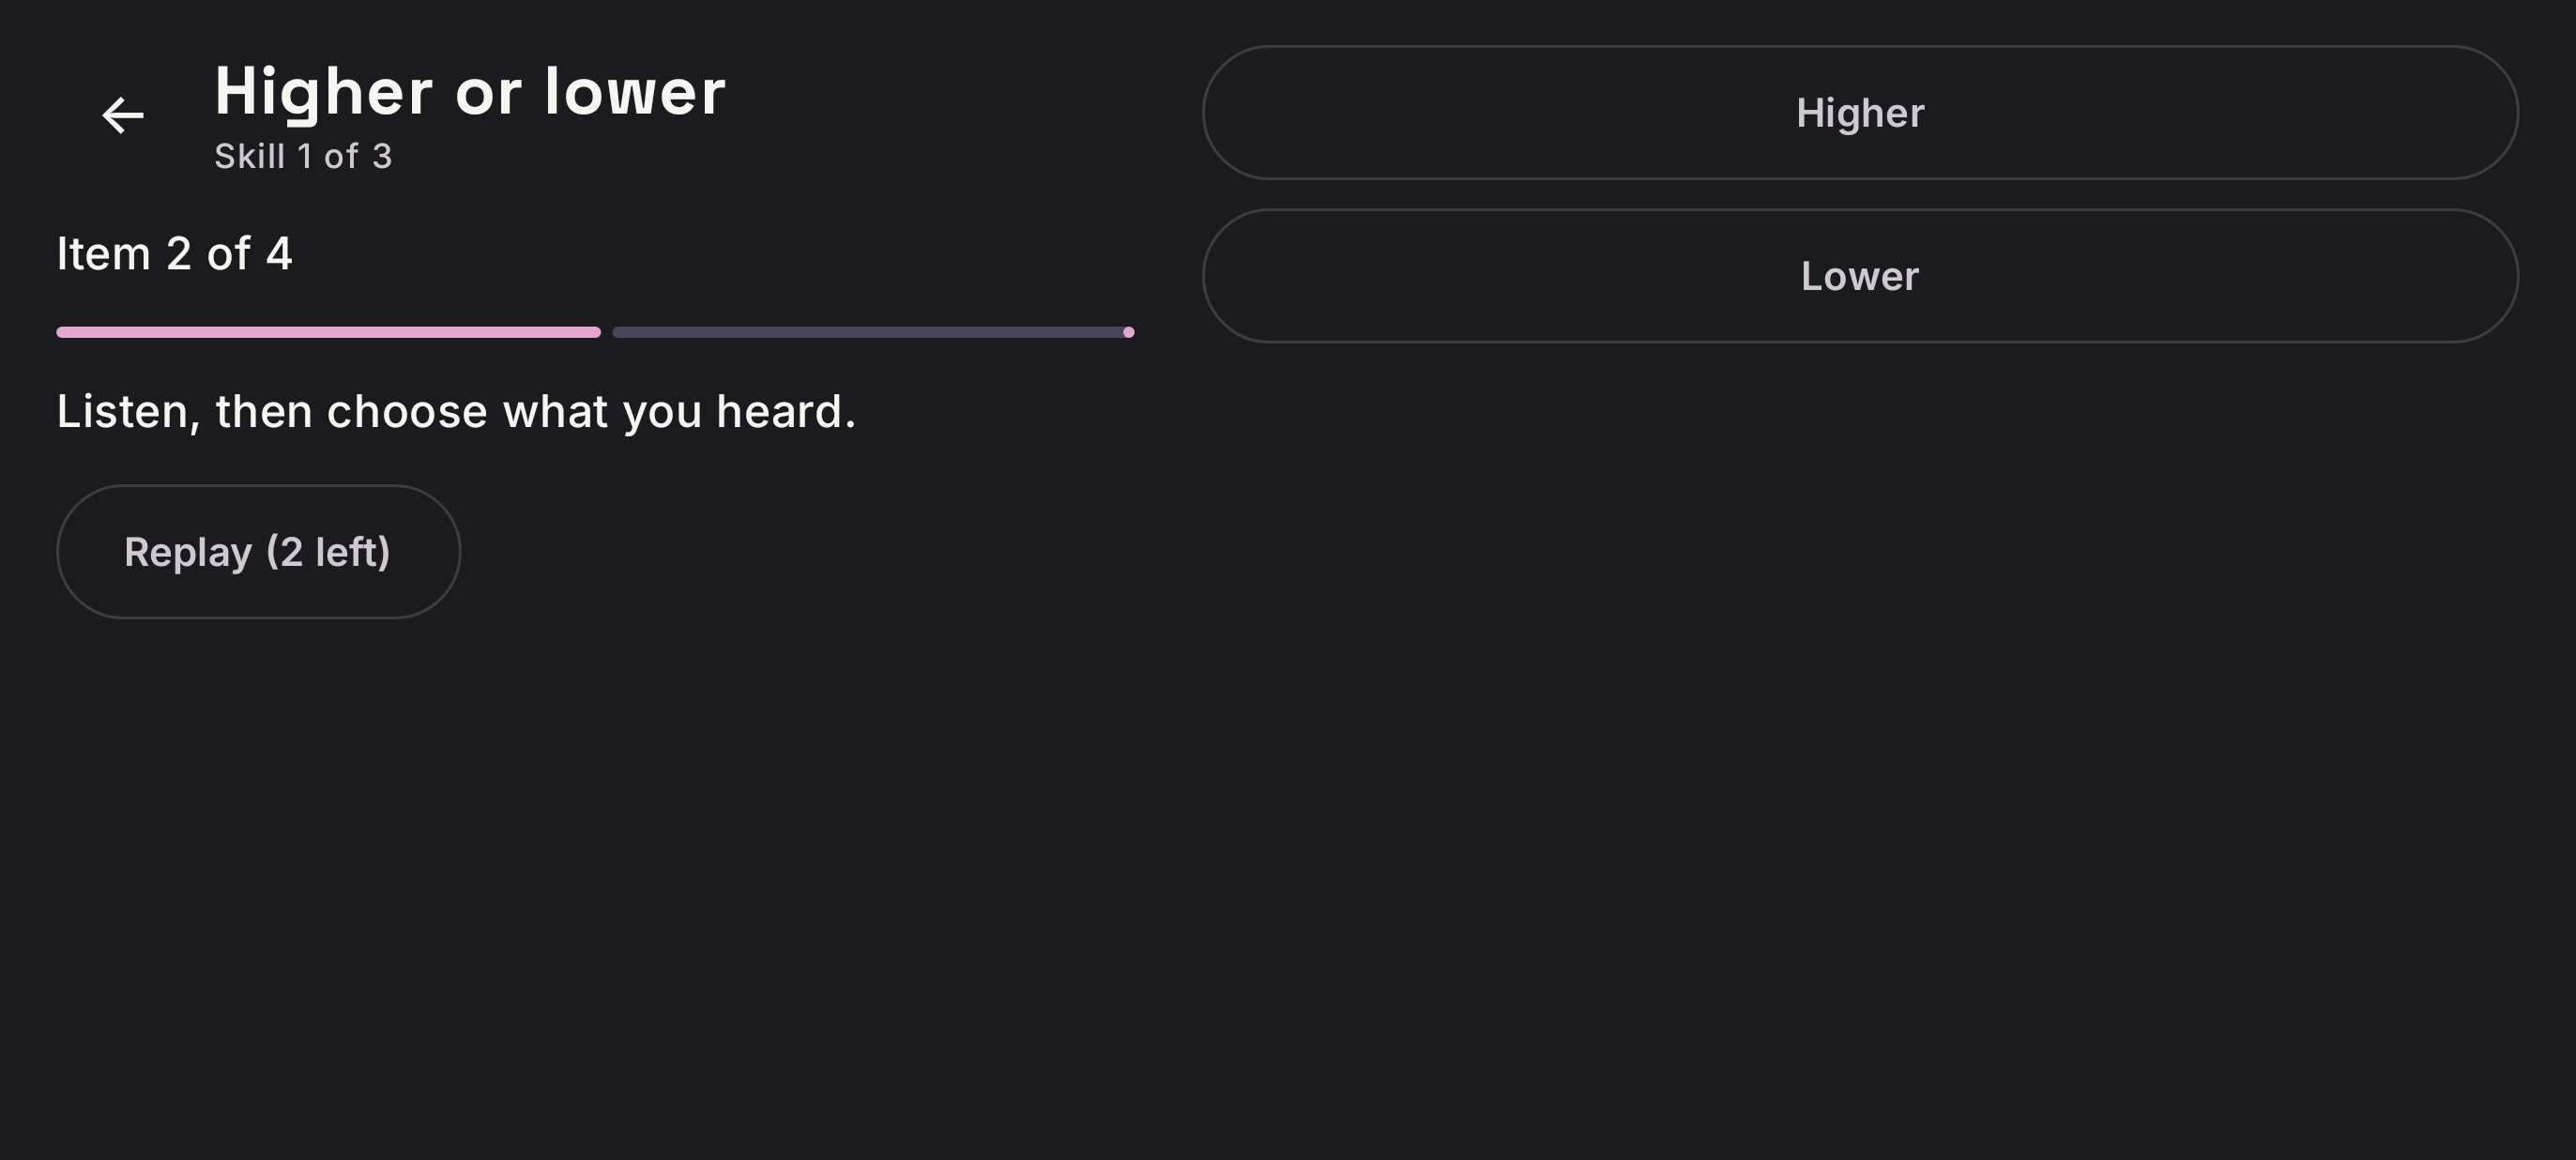 Higher or lower
Skill 1 of 3
Item 2 of 4
Listen, then choose what you heard.
Replay (2 left)
Higher
Lower